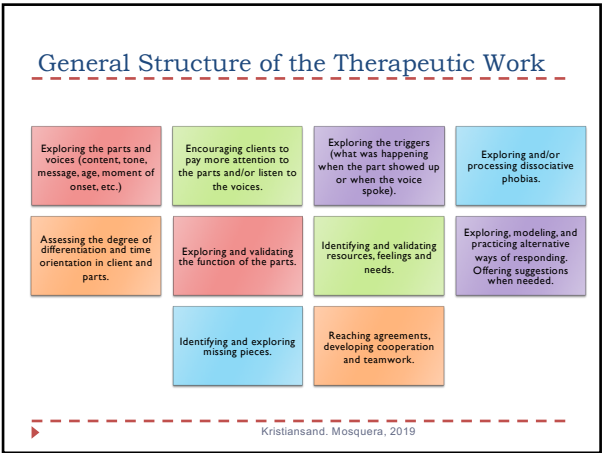 General Structure of the Therapeutic Work
Exploring the parts and
voices (content, tone,
message, age, moment of
onset, etc.)
Encouraging clients to
pay more attention to
the parts and/or listen to
the voices.
Exploring the triggers
(what was happening
when the part showed up
or when the voice
spoke).
Exploring and/or
processing dissociative
phobias.
Assessing the degree of
differentiation and time
orientation in client and
parts.
Exploring and validating
the function of the parts.
Identifying and validating
resources, feelings and
needs.
Exploring, modeling, and
practicing alternative
ways of responding.
Offering suggestions
when needed.
Identifying and exploring
missing pieces.
Reaching agreements,
developing cooperation
and teamwork.
Kristiansand. Mosquera, 2019